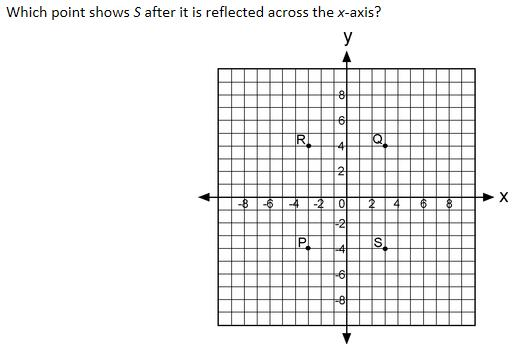 Which point shows S after it is reflected across the x-axis?
y
8
6
R Q
4
2
-8 -6 -4 -2 0 2 4 6 8 X
-2
P S
-4
-6
-8